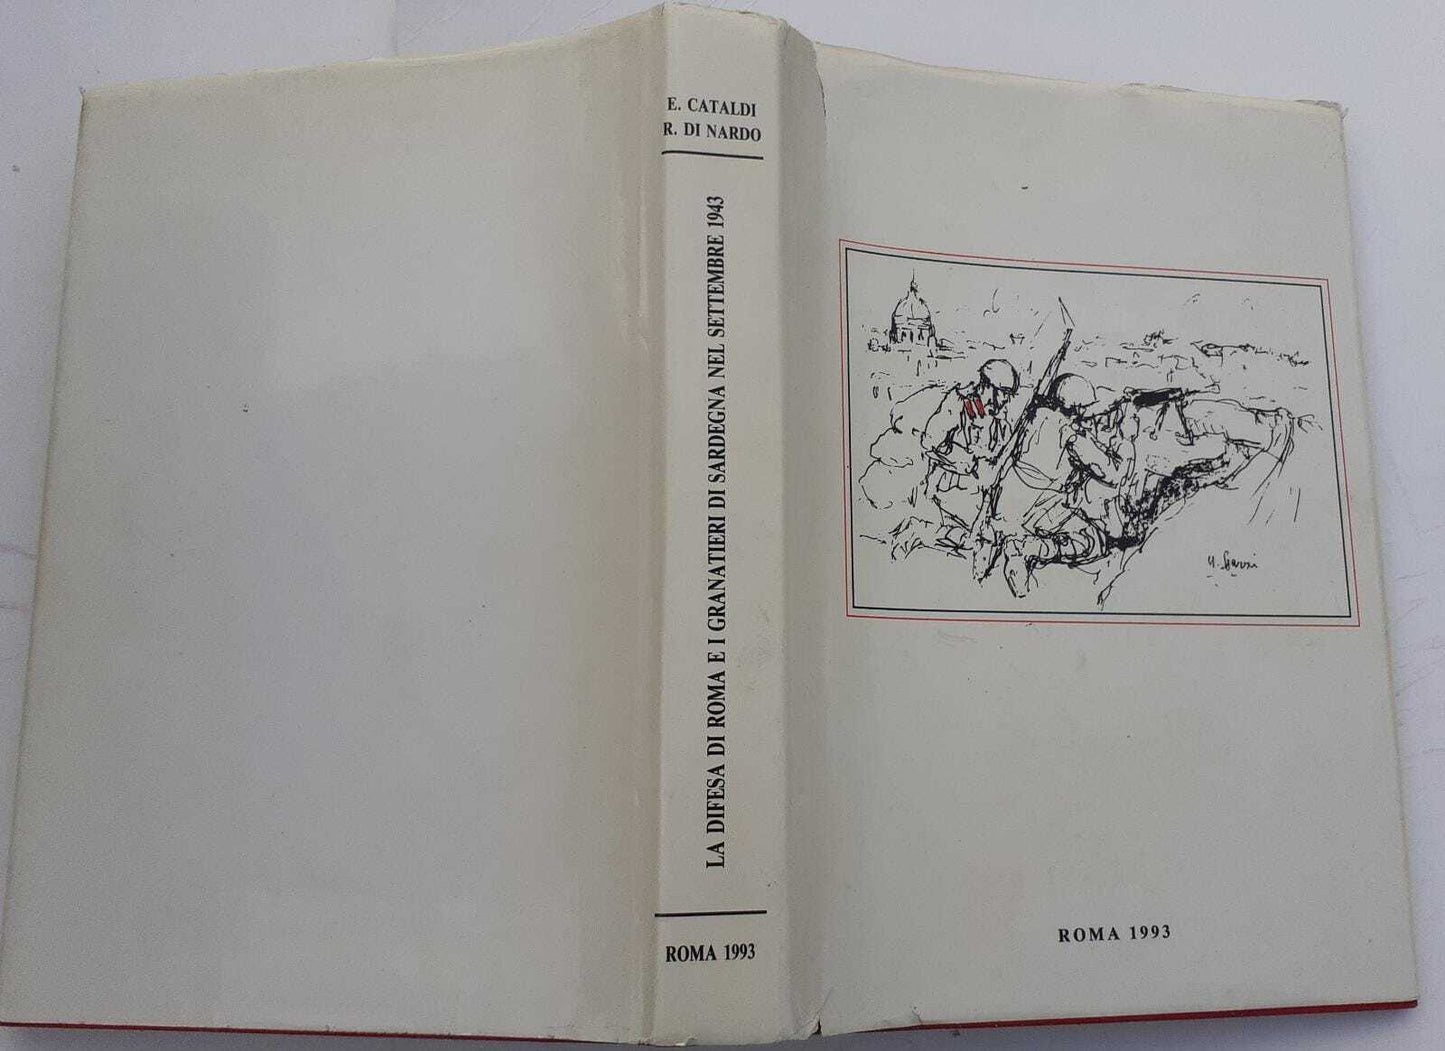 E. CATALDI
R. DI NARDO
LA DIFESA DI ROMA E I GRANATIERI DI SARDEGNA NEL SETTEMBRE 1943
ROMA 1993
ROMA 1993